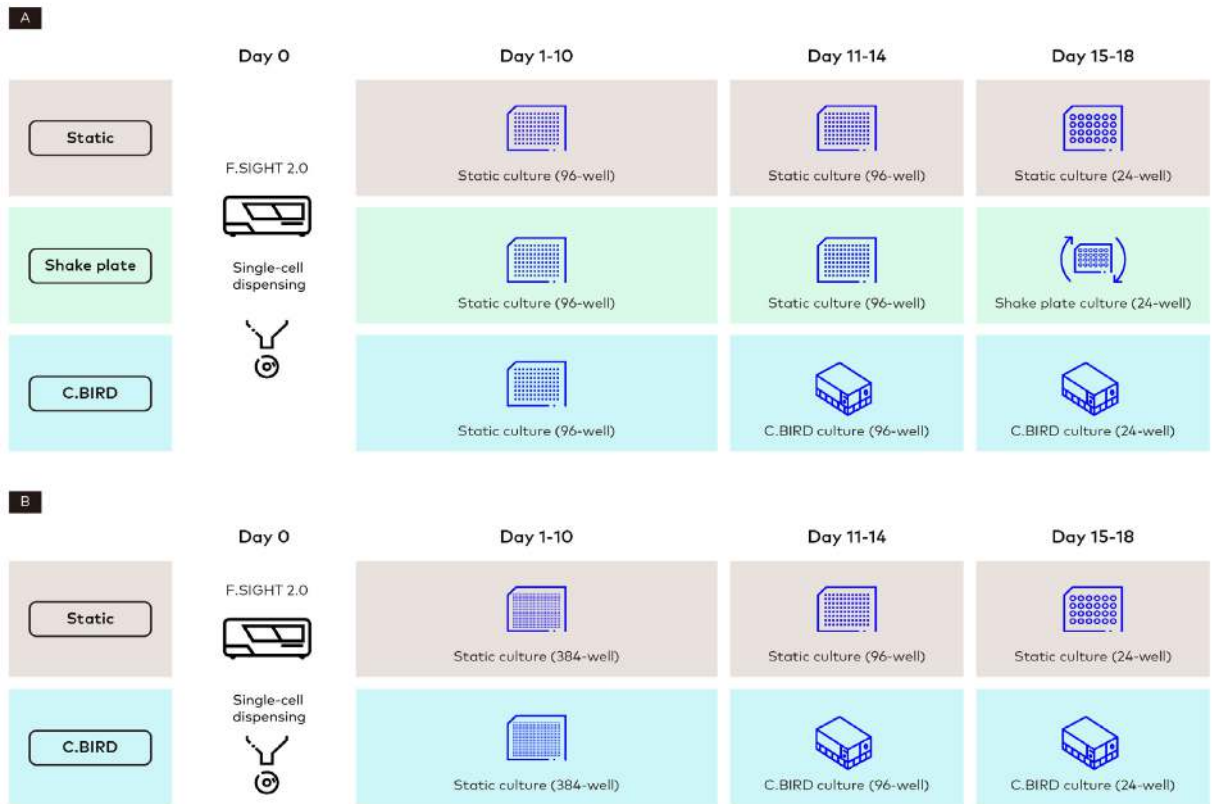 A
Day 0
Day 1-10
Day 11-14
Day 15-18
Static
F.SIGHT 2.0
Single-cell
dispensing
Static culture (96-well)
Static culture (96-well)
Static culture (24-well)
Shake plate
Static culture (96-well)
Static culture (96-well)
Shake plate culture (24-well)
C.BIRD
Static culture (96-well)
C.BIRD culture (96-well)
C.BIRD culture (24-well)
B
Day 0
Day 1-10
Day 11-14
Day 15-18
Static
F.SIGHT 2.0
Single-cell
dispensing
Static culture (384-well)
Static culture (96-well)
Static culture (24-well)
C.BIRD
Static culture (384-well)
C.BIRD culture (96-well)
C.BIRD culture (24-well)